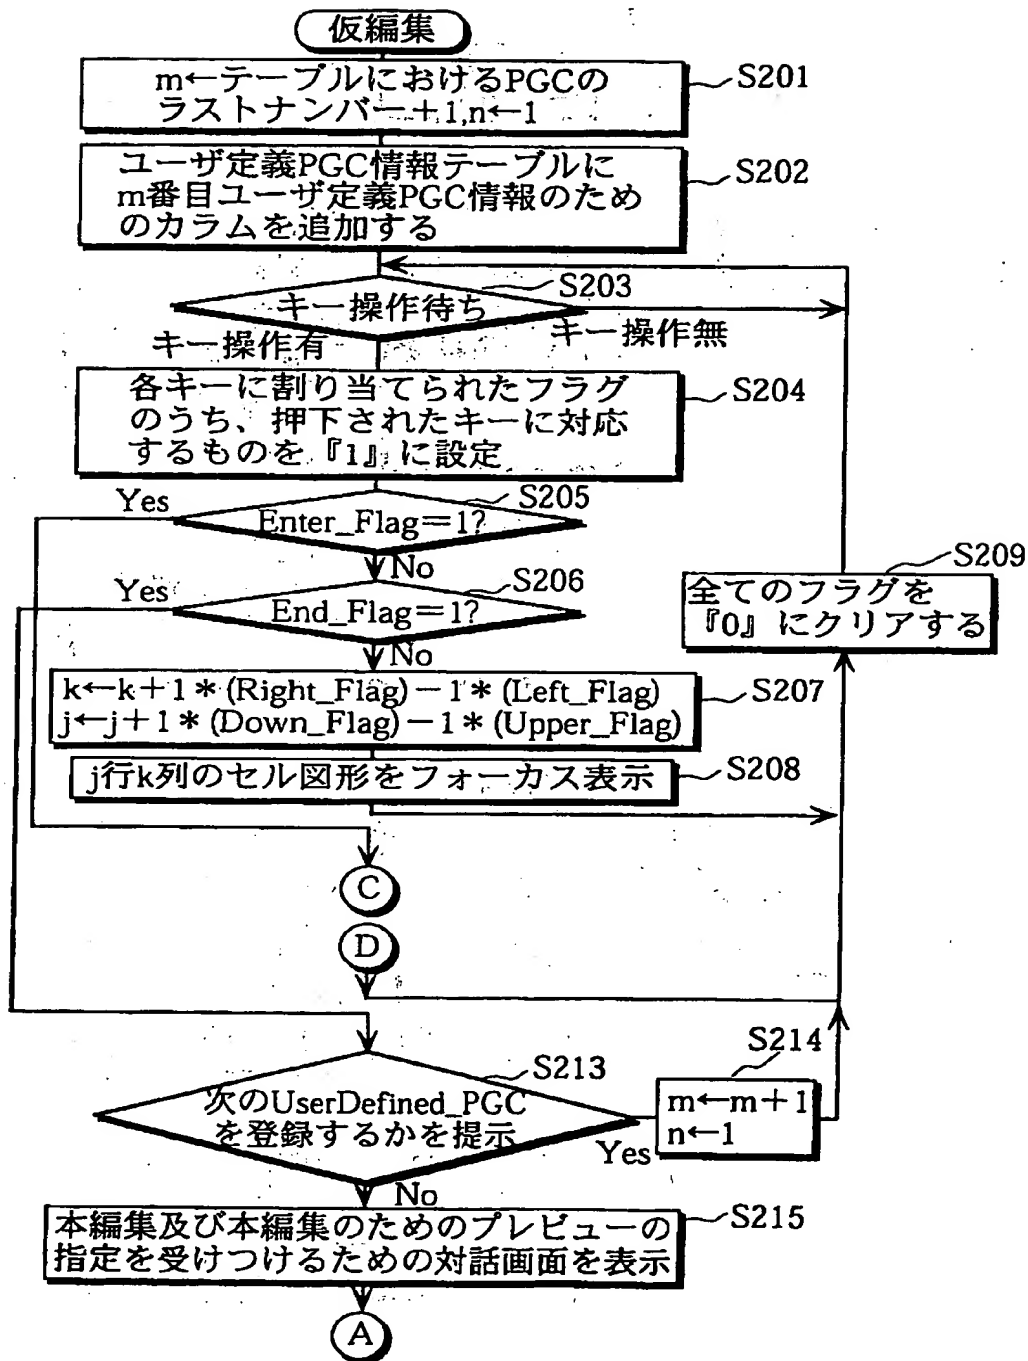 仮編集
m←テーブルにおけるPGCの
ラストナンバー+1,n←1
S201
ユーザ定義PGC情報テーブルに
m番目ユーザ定義PGC情報のため
のカラムを追加する
S202
キー操作待ち
S203
キー操作有
キー操作無
各キーに割り当てられたフラグ
のうち、押下されたキーに対応
するものを『1』に設定
S204
Enter_Flag=1?
S205
Yes
No
End_Flag=1?
S206
Yes
No
全てのフラグを
『0』にクリアする
S209
k←k+1*(Right_Flag)-1*(Left_Flag)
j←j+1*(Down_Flag)-1*(Upper_Flag)
S207
j行k列のセル図形をフォーカス表示
S208
C
D
次のUserDefined_PGC
を登録するかを提示
S213
Yes
No
m←m+1
n←1
S214
本編集及び本編集のためのプレビューの
指定を受けつけるための対話画面を表示
S215
A